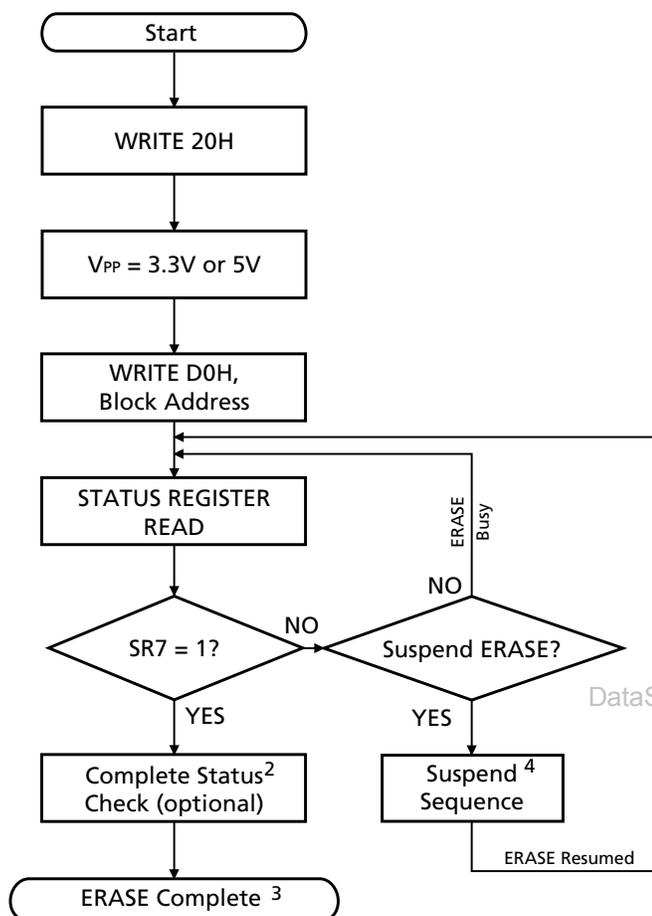 Start
WRITE 20H
VPP = 3.3V or 5V
WRITE D0H,
Block Address
STATUS REGISTER
READ
ERASE
Busy
NO
SR7 = 1?
NO
Suspend ERASE?
YES
YES
DataS
Complete Status2
Check (optional)
Suspend 4
Sequence
ERASE Resumed
ERASE Complete 3